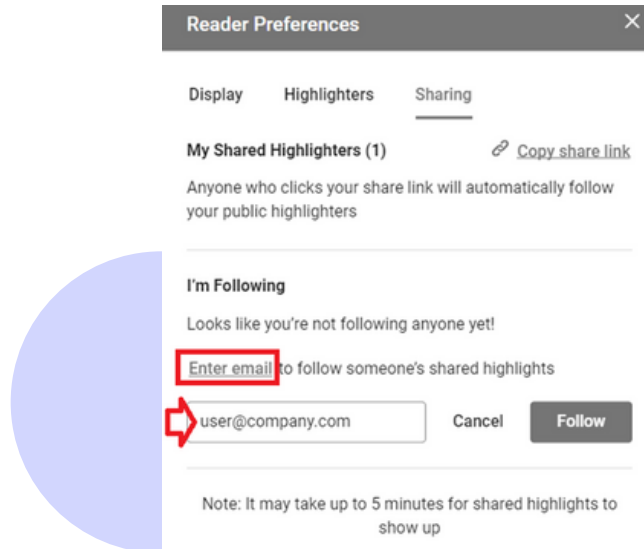 Reader Preferences
Display Highlighters Sharing
My Shared Highlighters (1) Copy share link
Anyone who clicks your share link will automatically follow
your public highlighters
I'm Following
Looks like you're not following anyone yet!
Enter email to follow someone's shared highlights
user@company.com Cancel Follow
Note: It may take up to 5 minutes for shared highlights to
show up